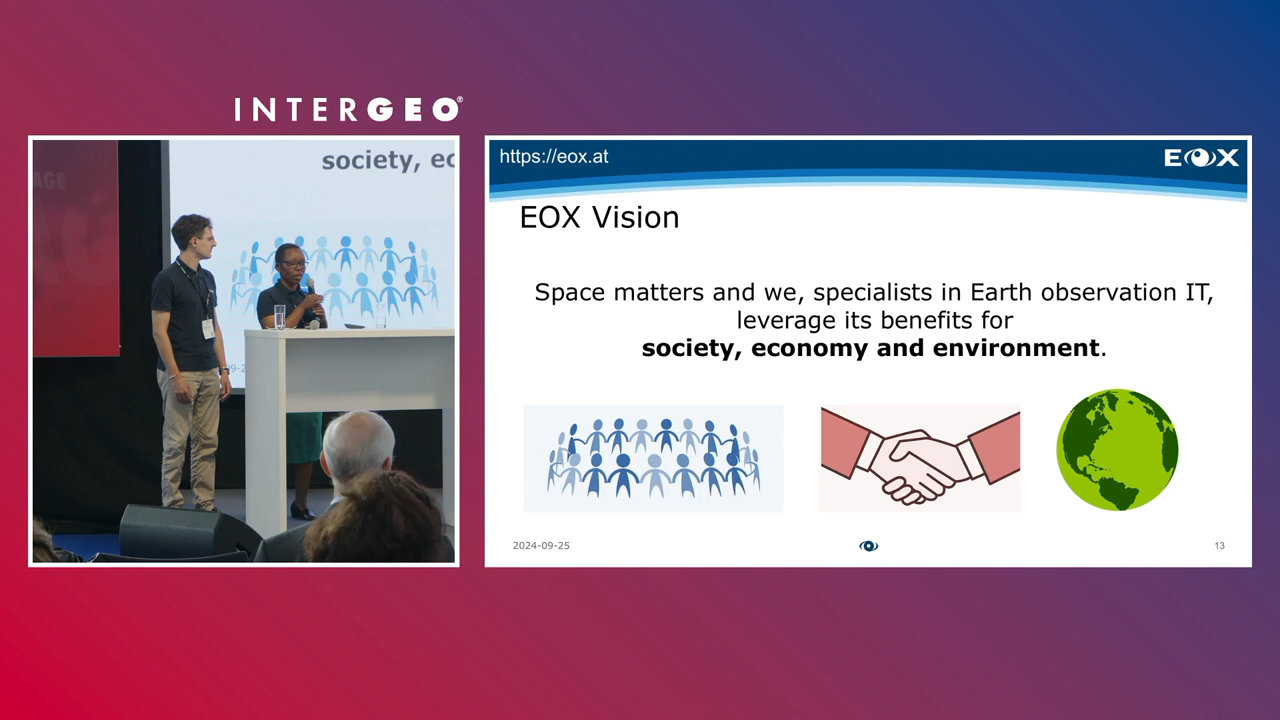 INTERGEO®
AGE
society, ec
https://eox.at
EOX
EOX Vision
Space matters and we, specialists in Earth observation IT,
leverage its benefits for
society, economy and environment.
2024-09-25
13